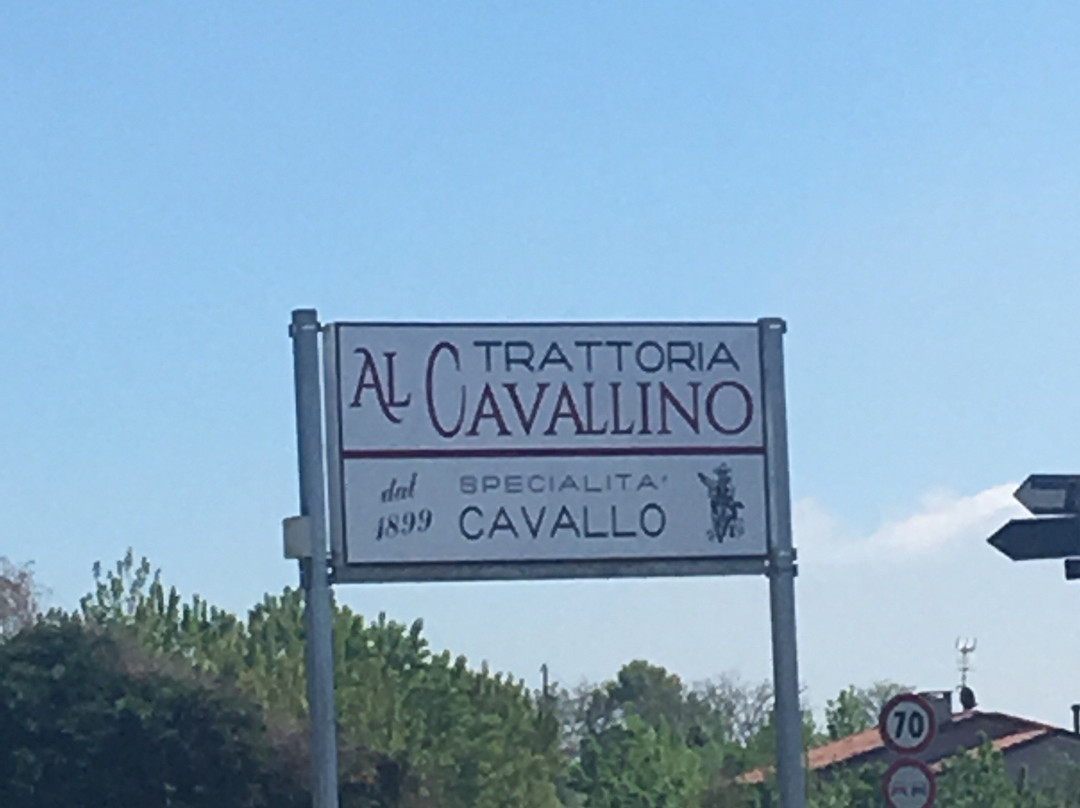 TRATTORIA
AL CAVALLINO
dal 1899
SPECIALITA'
CAVALLO
70